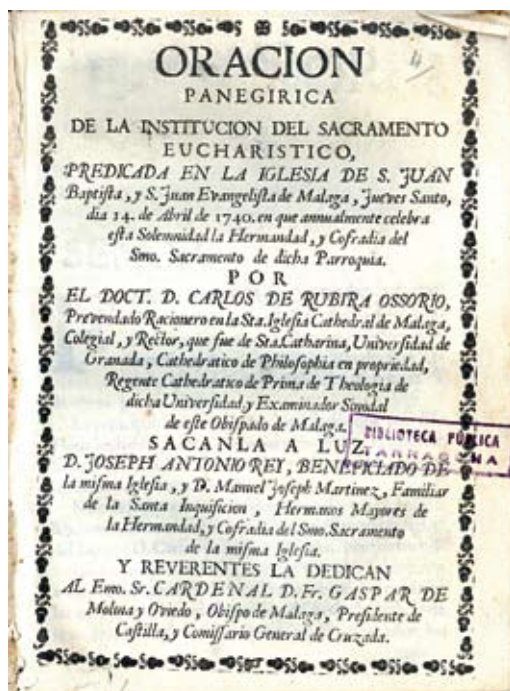 4
ORACION
PANEGIRICA
DE LA INSTITUCION DEL SACRAMENTO
EUCHARISTICO,
PREDICADA EN LA IGLESIA DE S. JUAN
Baptiſta, y S. Juan Evangeliſta de Malaga, Jueves Santo,
dia 14. de Abril de 1740. en que annualmente celebra
eſta Solemnidad la Hermandad, y Cofradia del
Smo. Sacramento de dicha Parroquia.
POR
EL DOCT. D. CARLOS DE RUBIRA OSSORIO,
Prevendado Racionero en la Sta. Igleſia Cathedral de Malaga,
Colegial, y Rector, que fue de Sta. Catharina, Univerſidad de
Granada, Cathedratico de Philoſophia en propriedad,
Regente Cathedratico de Prima de Theologia de
dicha Univerſidad, y Examinador Sinodal
de eſte Obiſpado de Malaga.
SACANLA A LUZ
BIBLIOTECA PÚBLICA
TARRAGONA
D. JOSEPH ANTONIO REI, BENEFICIADO DE
la miſma Igleſia, y D. Manuel Joſeph Martinez, Familiar
de la Santa Inquiſicion, Hermanos Mayores de
la Hermandad, y Cofradia del Smo. Sacramento
de la miſma Igleſia.
Y REVERENTES LA DEDICAN
AL Emo. Sr. CARDENAL D. Fr. GASPAR DE
Molina y Oviedo, Obiſpo de Malaga, Preſidente de
Caſtilla, y Comiſſario General de Cruzada.